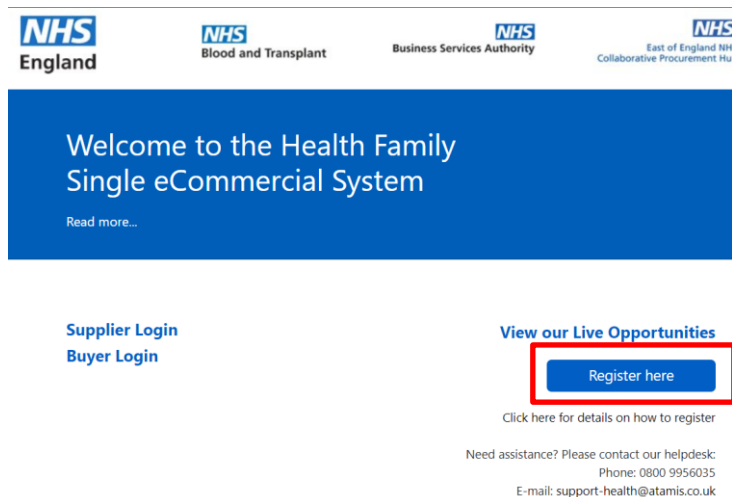 NHS
England
NHS
Blood and Transplant
NHS
Business Services Authority
NHS
East of England
Collaborative Procurement
Welcome to the Health Family
Single eCommercial System
Read more...
Supplier Login
Buyer Login
View our Live Opportunities
Register here
Click here for details on how to register
Need assistance? Please contact our helpdesk:
Phone: 0800 9956035
E-mail: support-health@atamis.co.uk